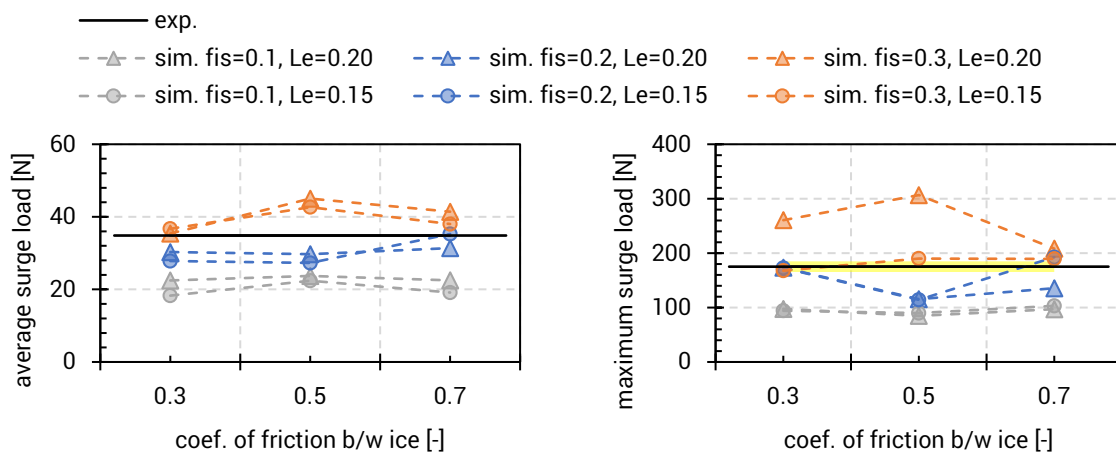 exp.
sim. fis=0.1, Le=0.20
sim. fis=0.2, Le=0.20
sim. fis=0.3, Le=0.20
sim. fis=0.1, Le=0.15
sim. fis=0.2, Le=0.15
sim. fis=0.3, Le=0.15
average surge load [N]
60
40
20
0
0.3
0.5
0.7
coef. of friction b/w ice [-]
maximum surge load [N]
400
300
200
100
0
0.3
0.5
0.7
coef. of friction b/w ice [-]